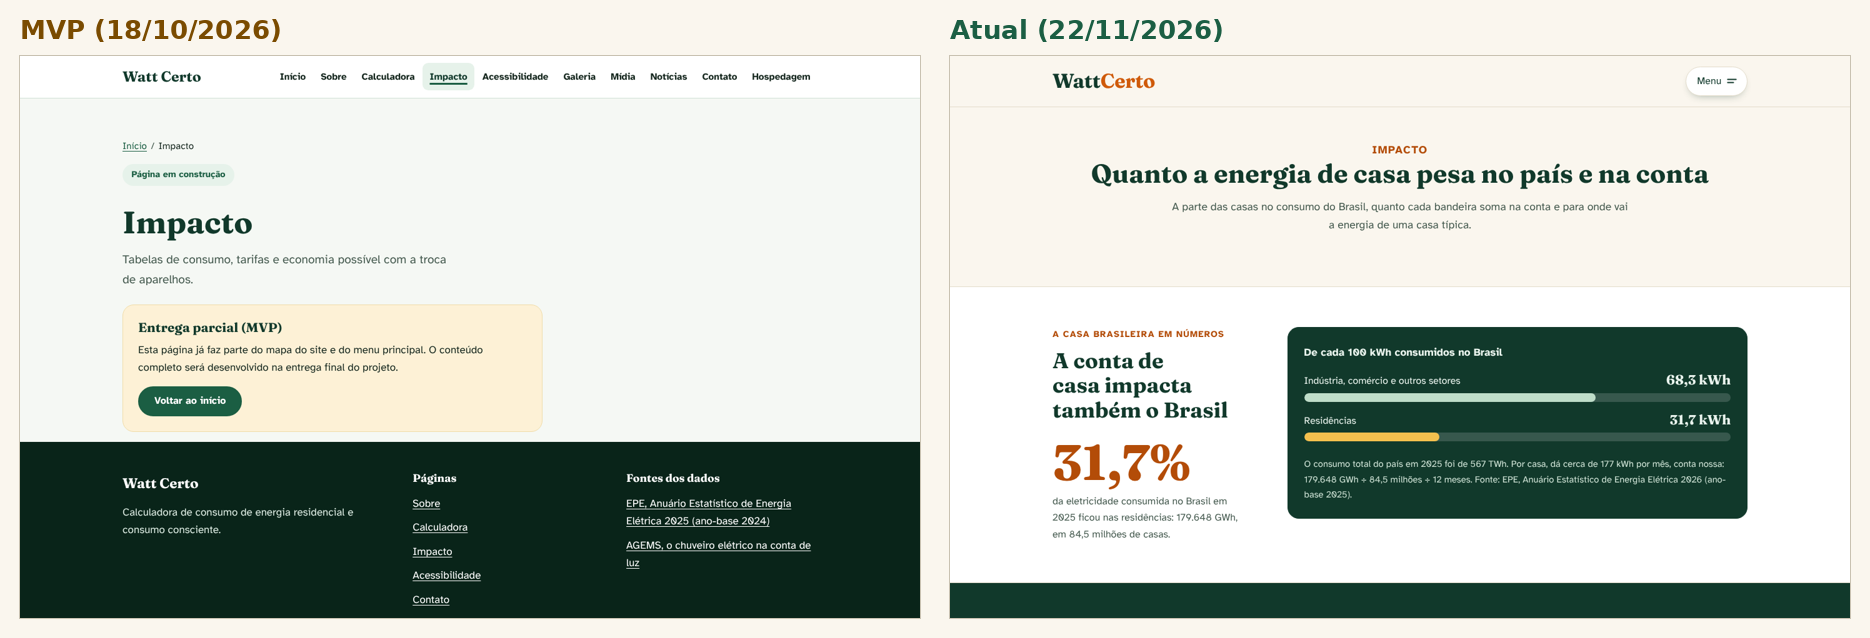 MVP (18/10/2026)
Watt Certo
Início Sobre Calculadora Impacto Acessibilidade Galeria Mídia Notícias Contato Hospedagem
Início / Impacto
Página em construção
Impacto
Tabelas de consumo, tarifas e economia possível com a troca
de aparelhos.
Entrega parcial (MVP)
Esta página já faz parte do mapa do site e do menu principal. O conteúdo
completo será desenvolvido na entrega final do projeto.
Voltar ao início
Watt Certo
Calculadora de consumo de energia residencial e
consumo consciente.
Páginas
Sobre
Calculadora
Impacto
Acessibilidade
Contato
Fontes dos dados
EPE, Anuário Estatístico de Energia
Elétrica 2025 (ano-base 2024)
AGEMS, o chuveiro elétrico na conta de
luz
Atual (22/11/2026)
WattCerto
Menu
IMPACTO
Quanto a energia de casa pesa no país e na conta
A parte das casas no consumo do Brasil, quanto cada bandeira soma na conta e para onde vai
a energia de uma casa típica.
A CASA BRASILEIRA EM NÚMEROS
A conta de
casa impacta
também o Brasil
31,7%
da eletricidade consumida no Brasil em
2025 ficou nas residências: 179.648 GWh,
em 84,5 milhões de casas.
De cada 100 kWh consumidos no Brasil
Indústria, comércio e outros setores 68,3 kWh
Residências 31,7 kWh
O consumo total do país em 2025 foi de 567 TWh. Por casa, dá cerca de 177 kWh por mês, conta nossa:
179.648 GWh ÷ 84,5 milhões ÷ 12 meses. Fonte: EPE, Anuário Estatístico de Energia Elétrica 2026 (ano-
base 2025).